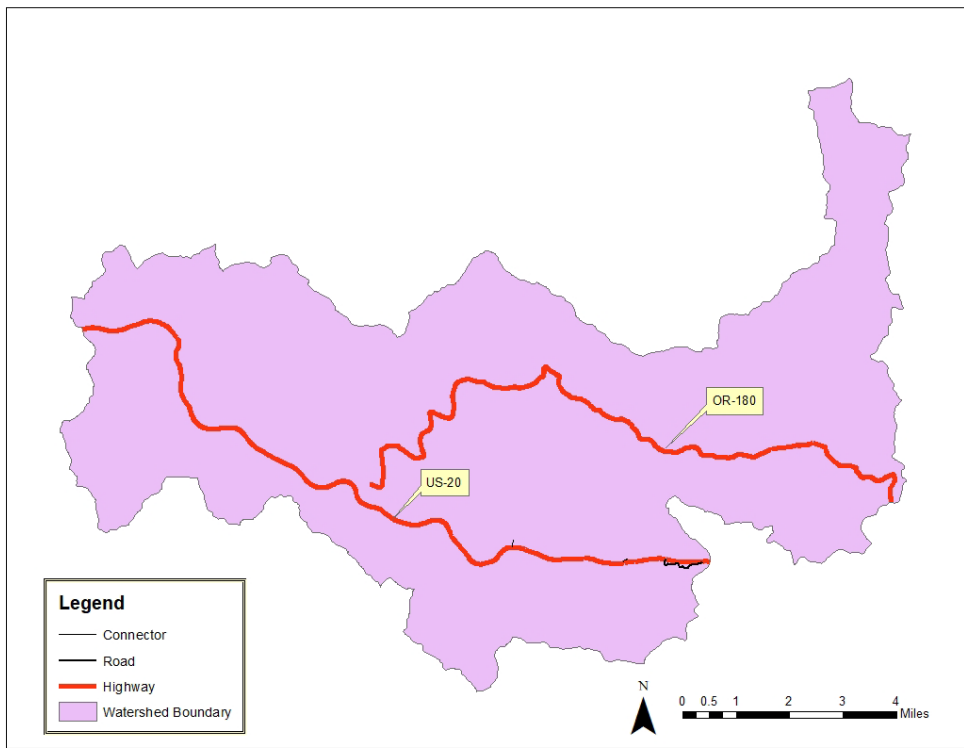 OR-180
US-20
Legend
Connector
Road
Highway
Watershed Boundary
N
0 0.5 1 2 3 4
Miles